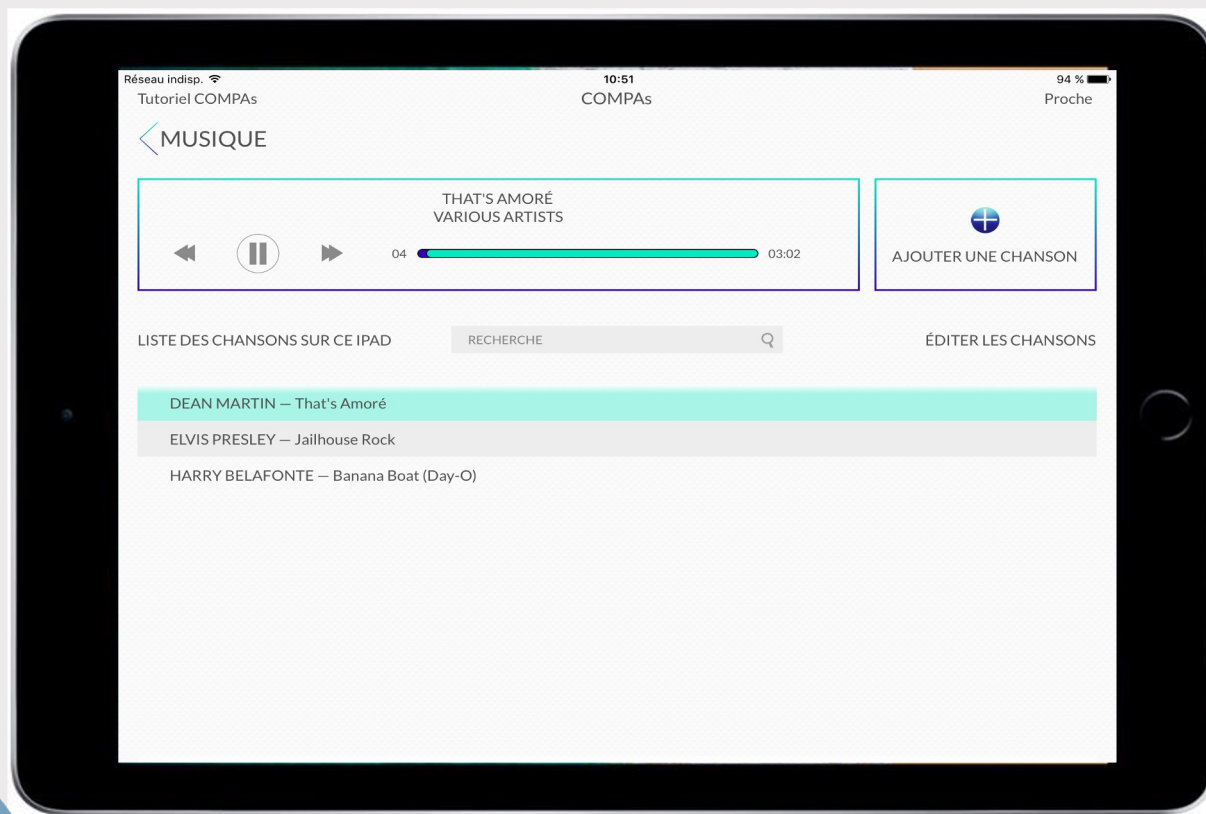 Réseau indisp. 10:51 94 %
Tutoriel COMPAs COMPAs Proche
MUSIQUE
THAT'S AMORÉ
VARIOUS ARTISTS
04 03:02
AJOUTER UNE CHANSON
LISTE DES CHANSONS SUR CE IPAD RECHERCHE ÉDITER LES CHANSONS
DEAN MARTIN — That's Amoré
ELVIS PRESLEY — Jailhouse Rock
HARRY BELAFONTE — Banana Boat (Day-O)